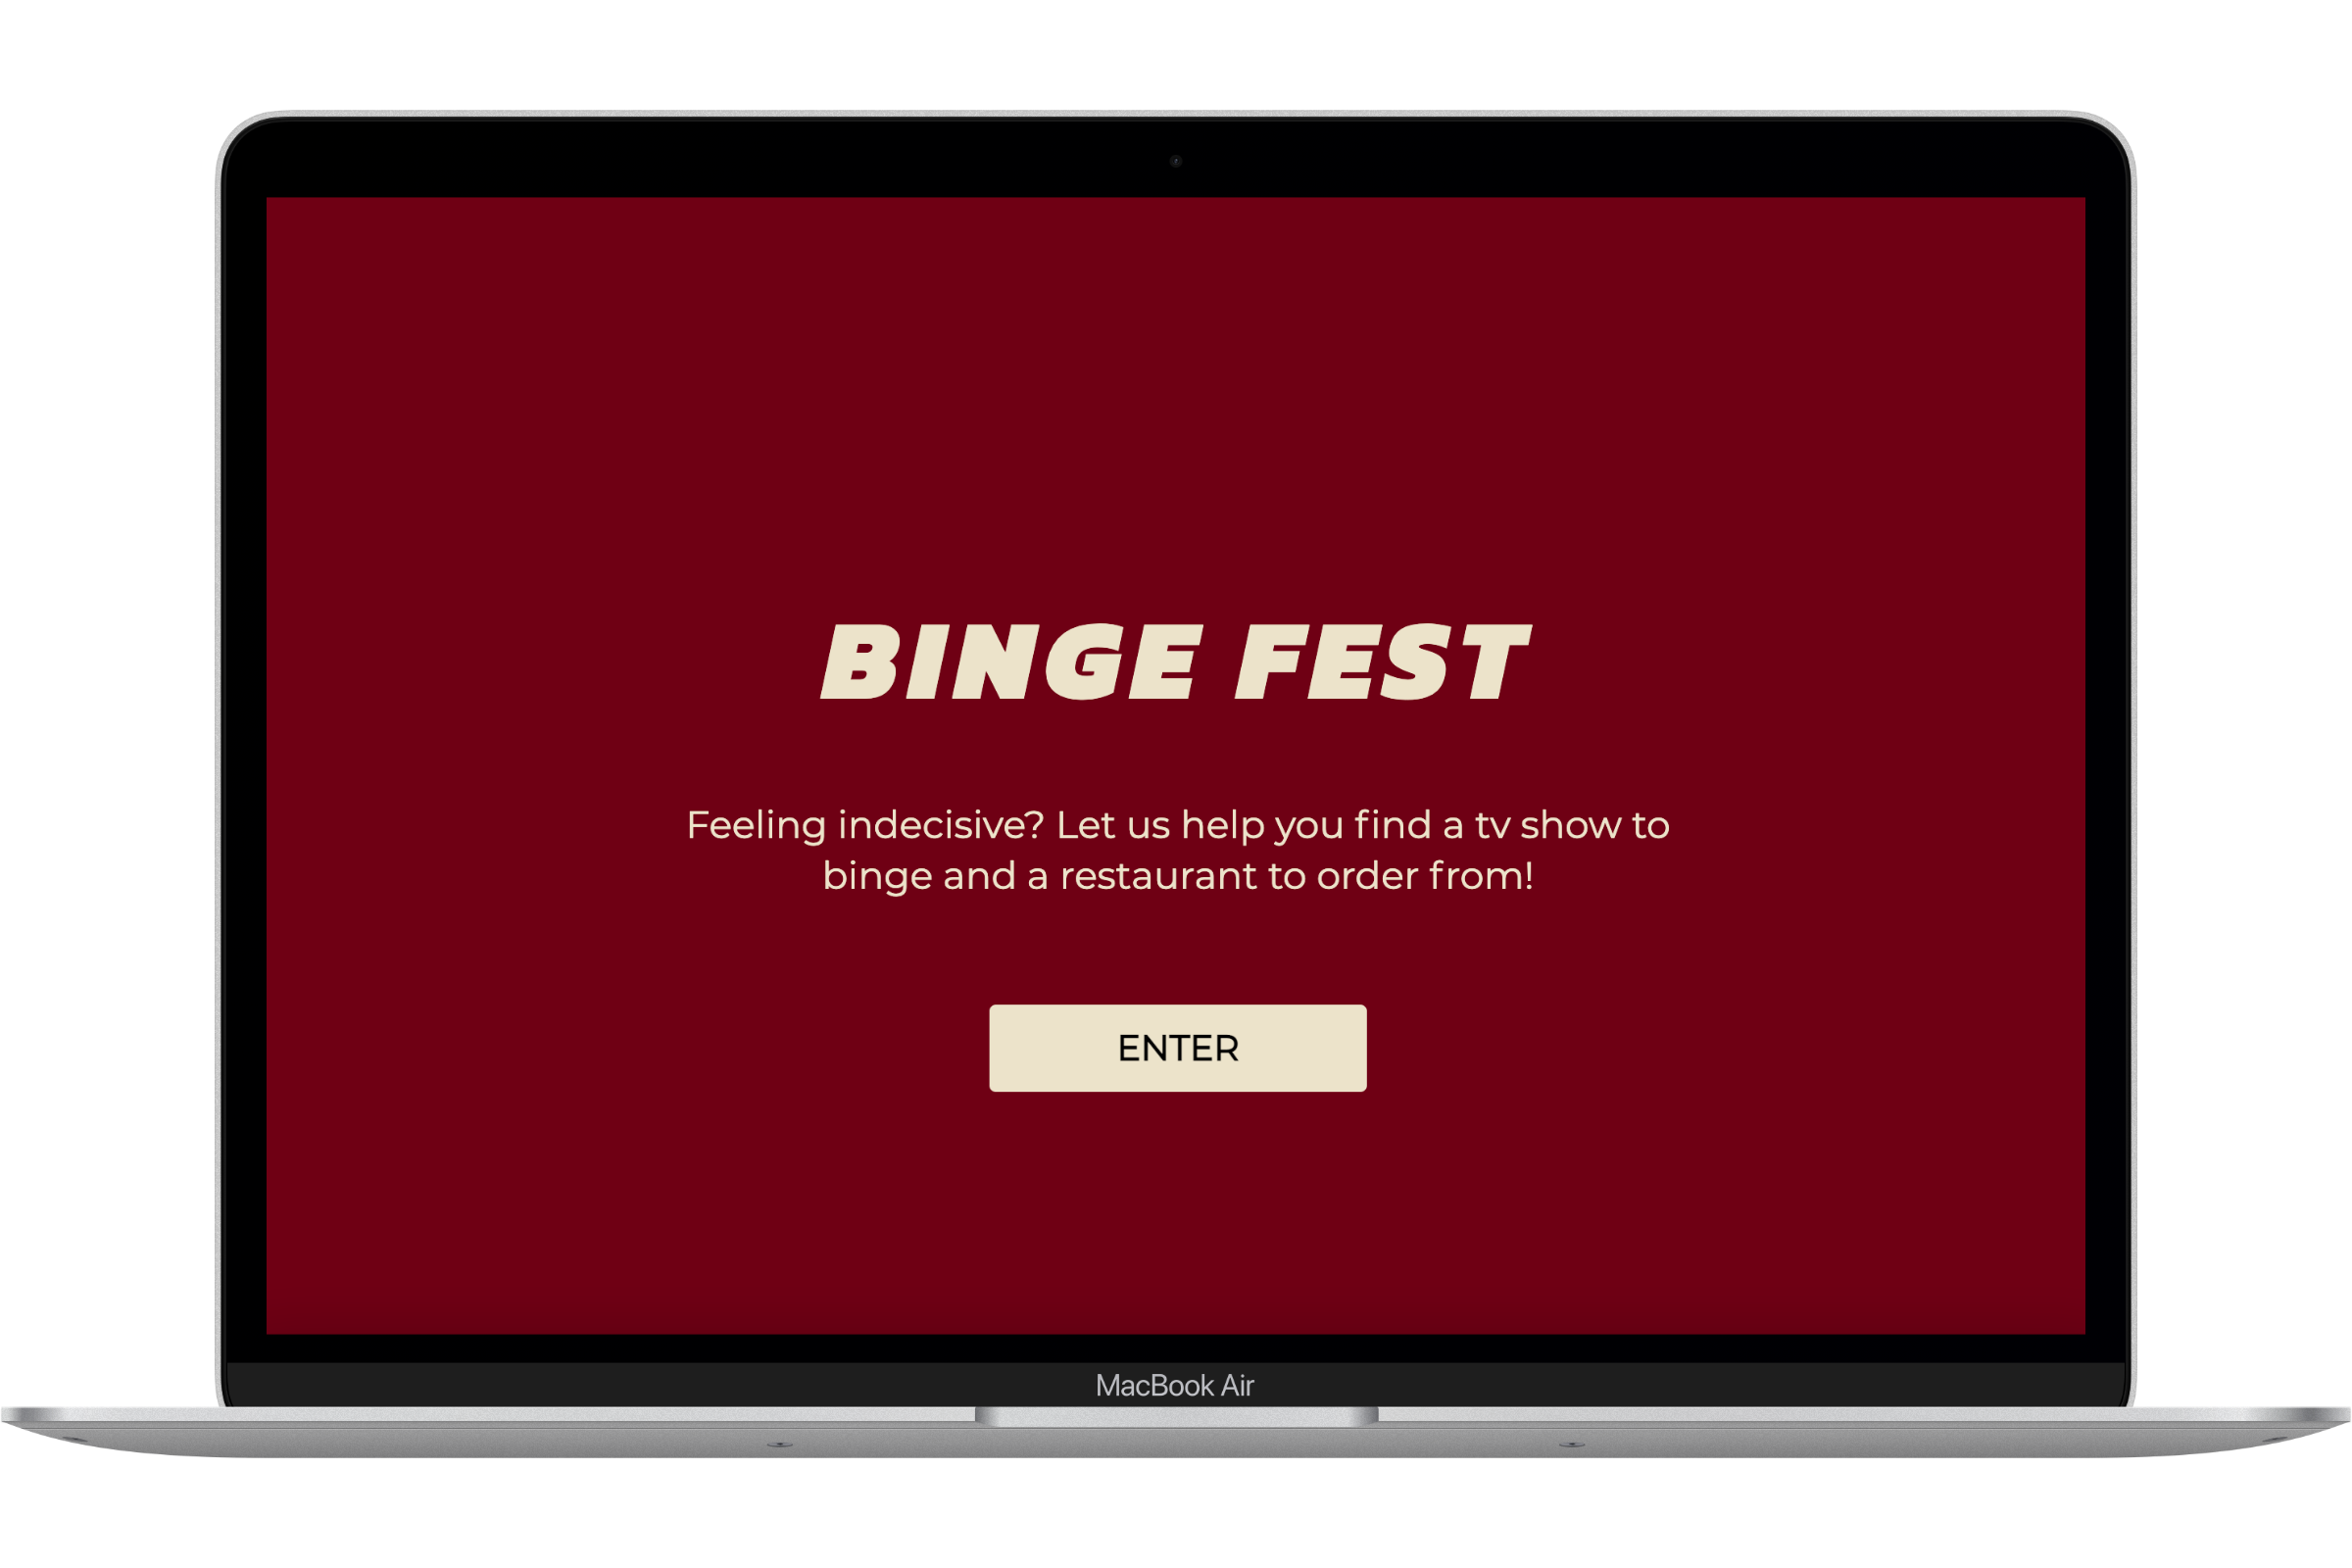 BINGE FEST
Feeling indecisive? Let us help you find a tv show to
binge and a restaurant to order from!
ENTER
MacBook Air